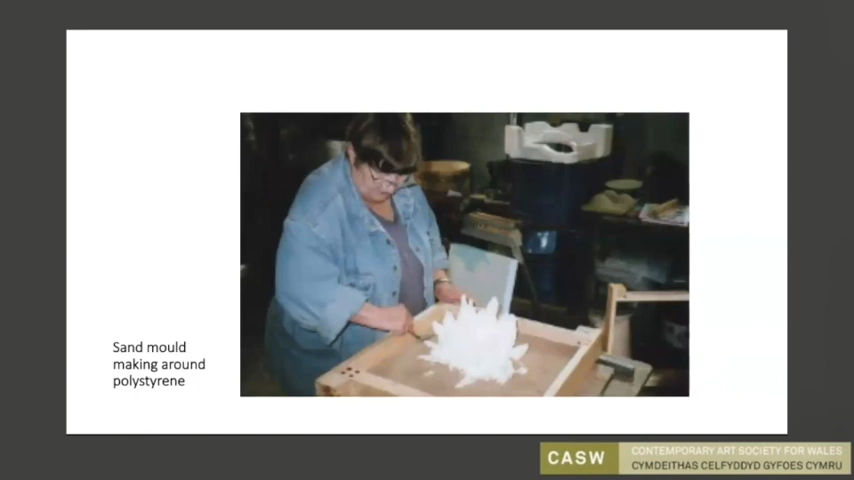 Sand mould
making around
polystyrene
CASW
CONTEMPORARY ART SOCIETY FOR WALES
CYMDEITHAS CELFYDDYD GYFOES CYMRU